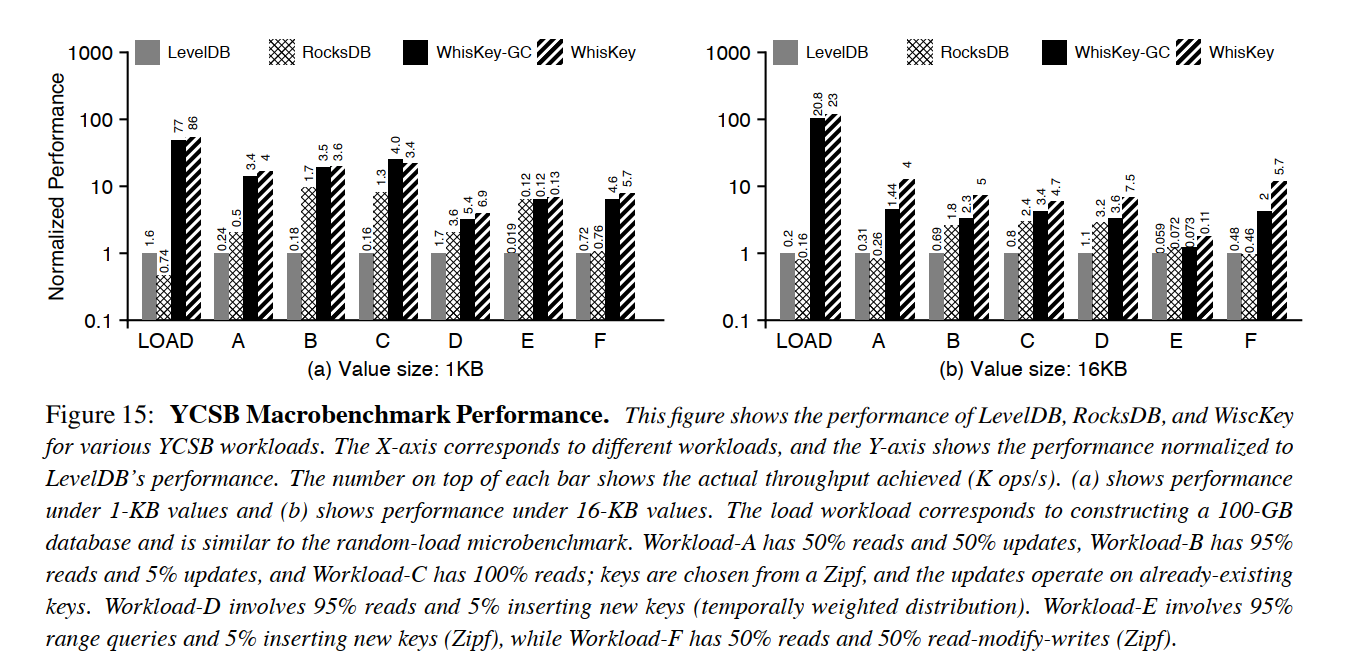 1000 LevelDB RocksDB WhisKey-GC WhisKey
100
10
1
0.1
Normalized Performance
1.6 0.74 77 86
0.24 0.5 3.4 4
0.18 1.7 3.5 3.6
0.16 1.3 4.0 3.4
1.7 3.6 5.4 6.9
0.019 0.12 0.12 0.13
0.72 0.76 4.6 5.7
LOAD A B C D E F
(a) Value size: 1KB
1000 LevelDB RocksDB WhisKey-GC WhisKey
100
10
1
0.1
0.2 0.16 20.8 23
0.31 0.26 1.44 4
0.69 1.8 2.3 5
0.8 2.4 3.4 4.7
1.1 3.2 3.6 7.5
0.059 0.072 0.073 0.11
0.48 0.46 2 5.7
LOAD A B C D E F
(b) Value size: 16KB
Figure 15: YCSB Macrobenchmark Performance. This figure shows the performance of LevelDB, RocksDB, and WiscKey
for various YCSB workloads. The X-axis corresponds to different workloads, and the Y-axis shows the performance normalized to
LevelDB's performance. The number on top of each bar shows the actual throughput achieved (K ops/s). (a) shows performance
under 1-KB values and (b) shows performance under 16-KB values. The load workload corresponds to constructing a 100-GB
database and is similar to the random-load microbenchmark. Workload-A has 50% reads and 50% updates, Workload-B has 95%
reads and 5% updates, and Workload-C has 100% reads; keys are chosen from a Zipf, and the updates operate on already-existing
keys. Workload-D involves 95% reads and 5% inserting new keys (temporally weighted distribution). Workload-E involves 95%
range queries and 5% inserting new keys (Zipf), while Workload-F has 50% reads and 50% read-modify-writes (Zipf).